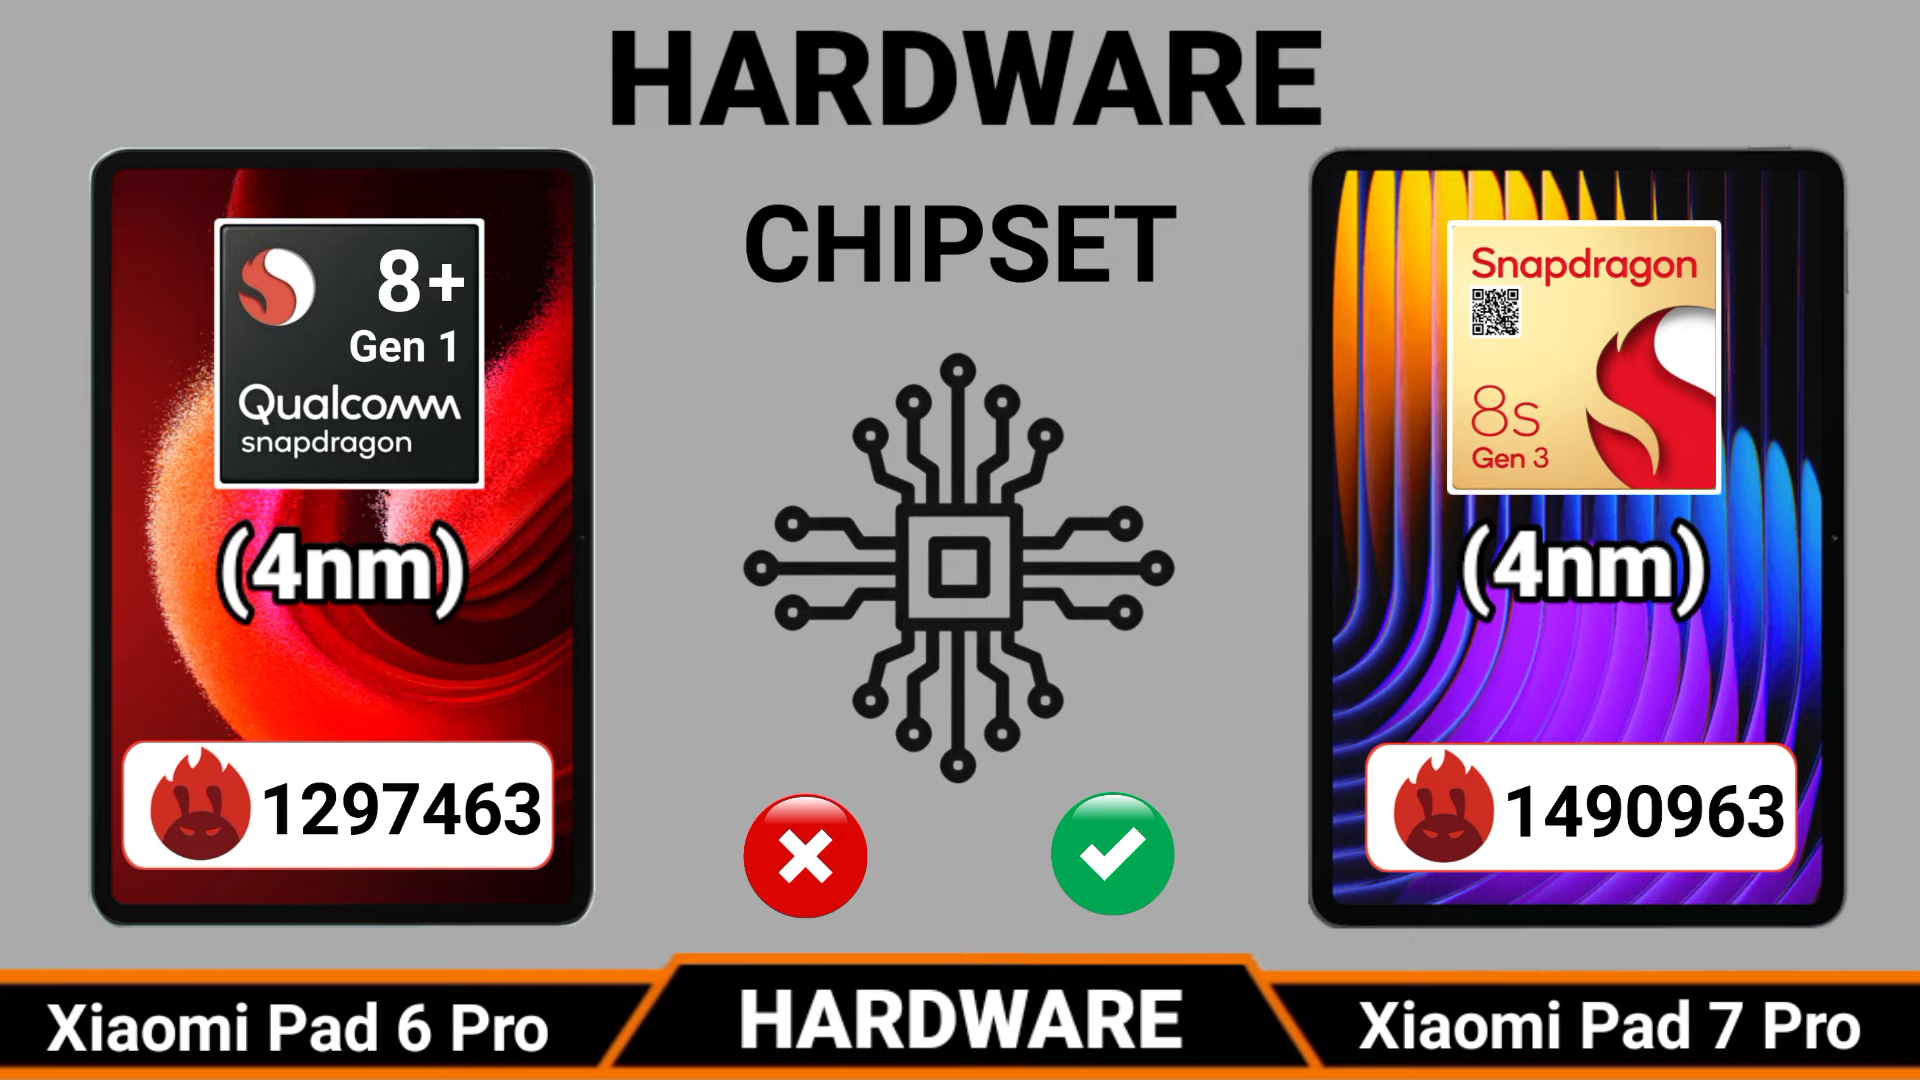 HARDWARE
CHIPSET
8+
Gen 1
Qualcomm
snapdragon
(4nm)
1297463
Snapdragon
8s
Gen 3
(4nm)
1490963
Xiaomi Pad 6 Pro
HARDWARE
Xiaomi Pad 7 Pro